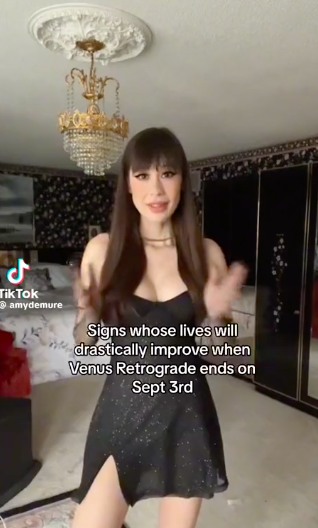 TikTok
@ amydemure
Signs whose lives will
drastically improve when
Venus Retrograde ends on
Sept 3rd